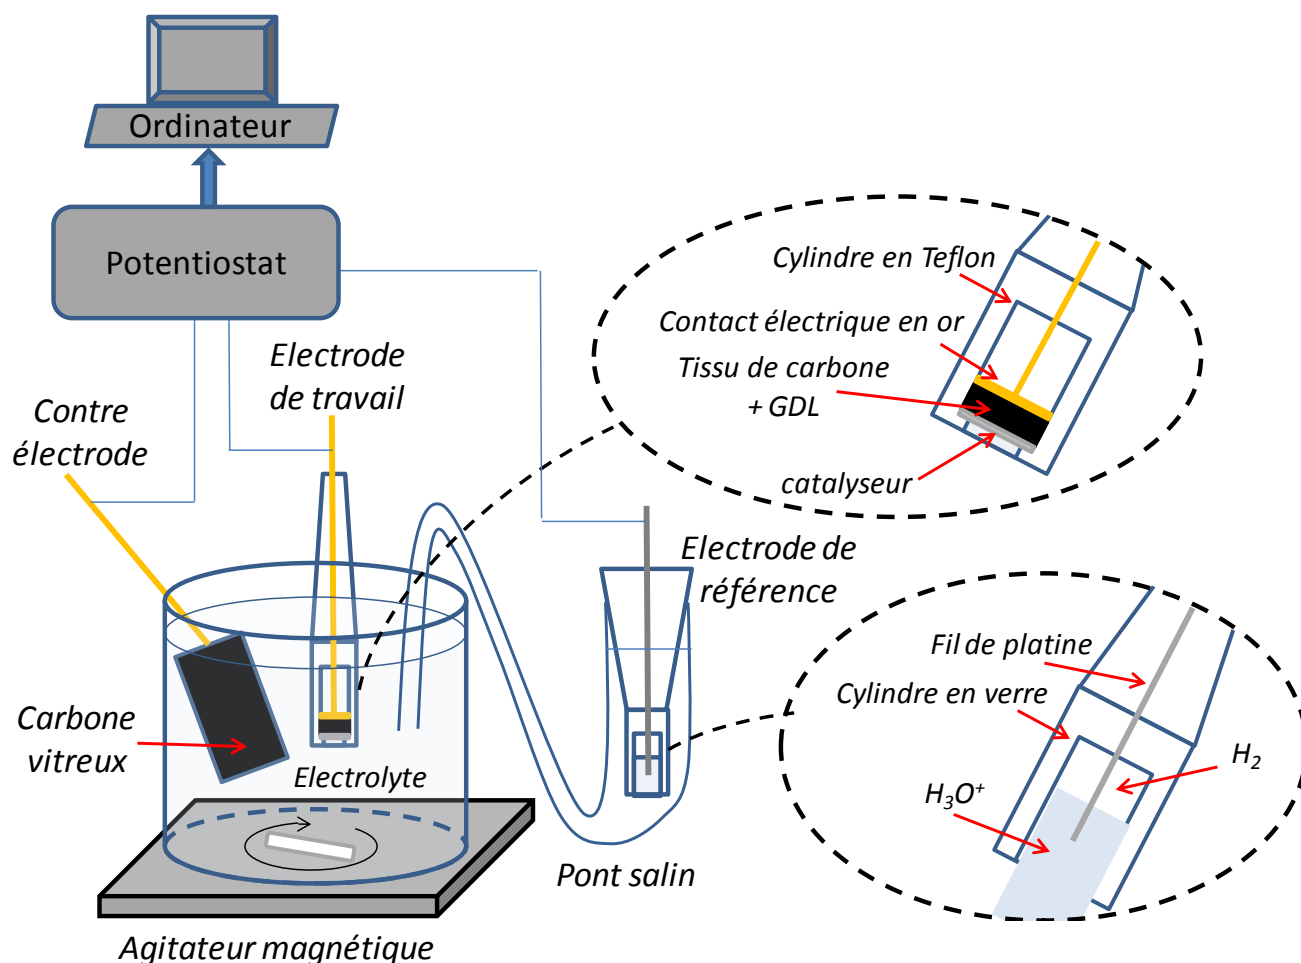 Ordinateur
Potentiostat
Electrode
de travail
Contre
électrode
Carbone
vitreux
Electrolyte
Agitateur magnétique
Pont salin
Electrode de
référence
Cylindre en Teflon
Contact électrique en or
Tissu de carbone
+ GDL
catalyseur
Fil de platine
Cylindre en verre
H₂
H₃O⁺